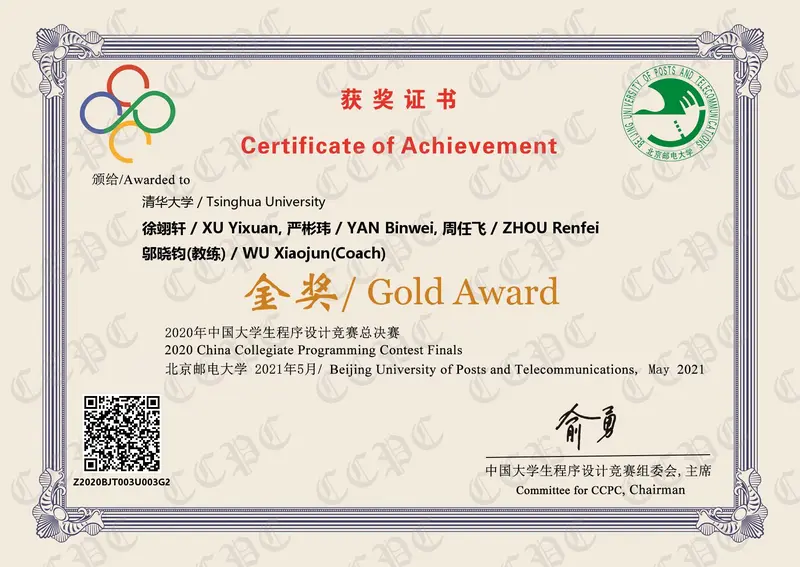 获奖证书
Certificate of Achievement
BEIJING UNIVERSITY OF POSTS AND TELECOMMUNICATIONS
北京邮电大学
颁给/Awarded to
清华大学 / Tsinghua University
徐翊轩 / XU Yixuan, 严彬玮 / YAN Binwei, 周任飞 / ZHOU Renfei
邬晓钧(教练) / WU Xiaojun(Coach)
金奖/ Gold Award
2020年中国大学生程序设计竞赛总决赛
2020 China Collegiate Programming Contest Finals
北京邮电大学 2021年5月/ Beijing University of Posts and Telecommunications, May 2021
Z2020BJT003U003G2
俞勇
中国大学生程序设计竞赛组委会, 主席
Committee for CCPC, Chairman
CCPC